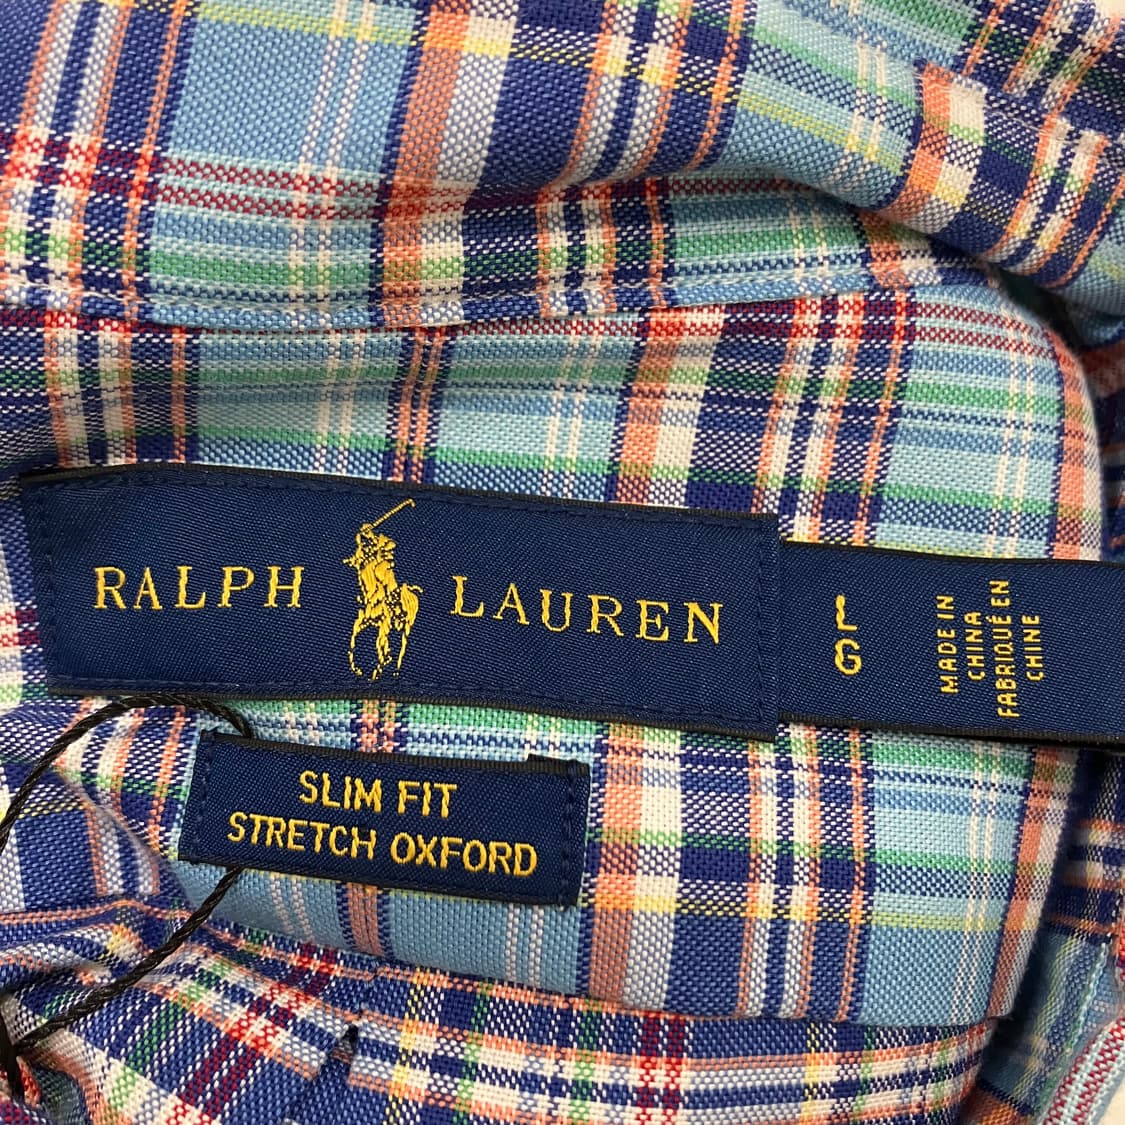 RALPH LAUREN
L
G
MADE IN
CHINA
FABRIQUÉ EN
CHINE
SLIM FIT
STRETCH OXFORD